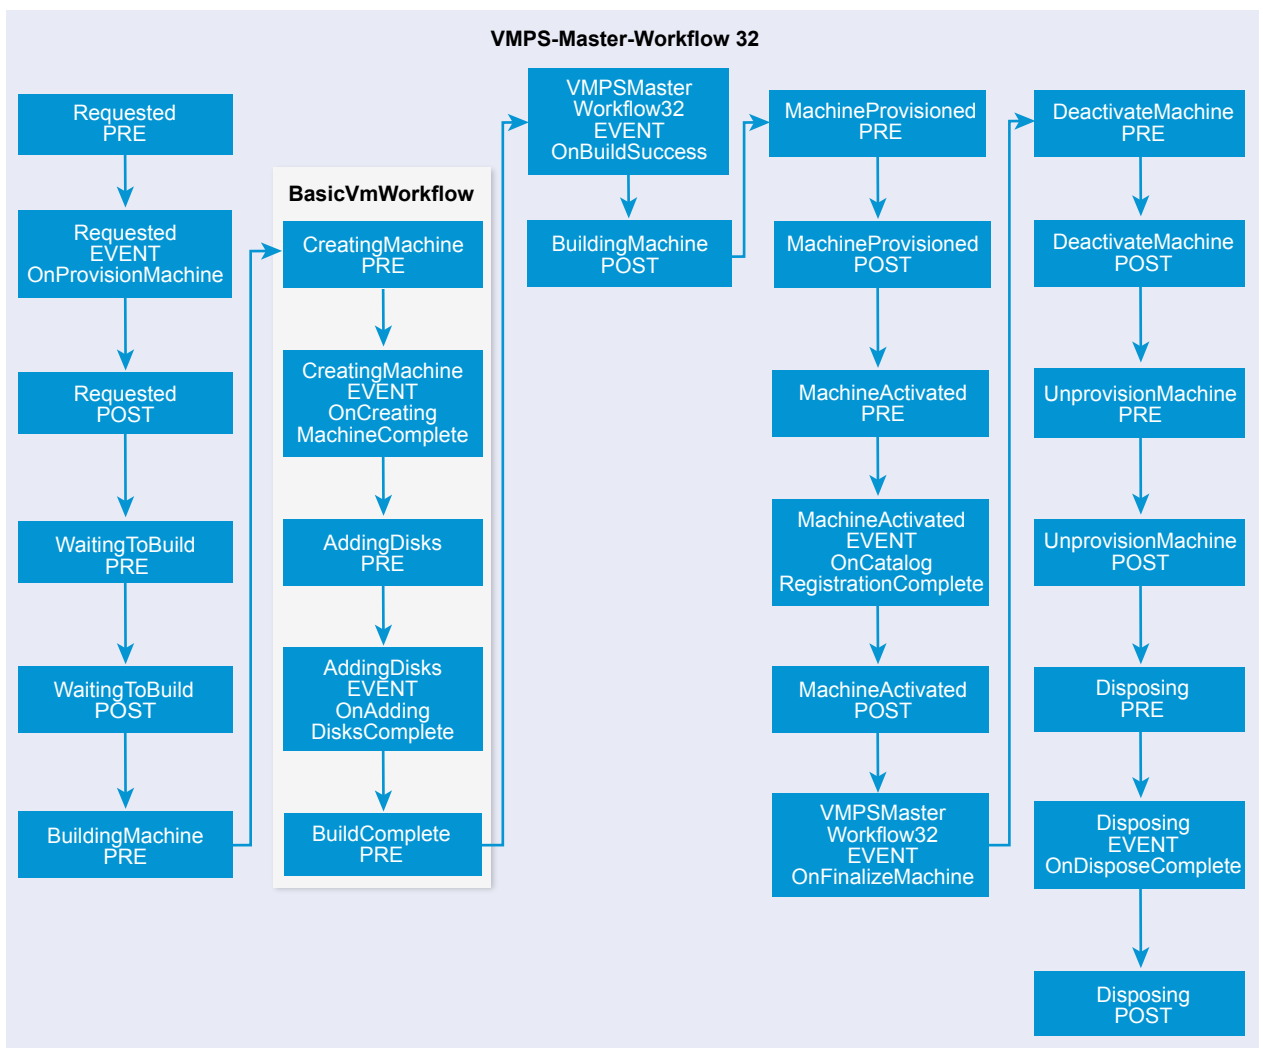 VMPS-Master-Workflow 32
Requested
PRE
Requested
EVENT
OnProvisionMachine
Requested
POST
WaitingToBuild
PRE
WaitingToBuild
POST
BuildingMachine
PRE
BasicVmWorkflow
CreatingMachine
PRE
CreatingMachine
EVENT
OnCreating
MachineComplete
AddingDisks
PRE
AddingDisks
EVENT
OnAdding
DisksComplete
BuildComplete
PRE
VMPSMaster
Workflow32
EVENT
OnBuildSuccess
BuildingMachine
POST
MachineProvisioned
PRE
MachineProvisioned
POST
MachineActivated
PRE
MachineActivated
EVENT
OnCatalog
RegistrationComplete
MachineActivated
POST
VMPSMaster
Workflow32
EVENT
OnFinalizeMachine
DeactivateMachine
PRE
DeactivateMachine
POST
UnprovisionMachine
PRE
UnprovisionMachine
POST
Disposing
PRE
Disposing
EVENT
OnDisposeComplete
Disposing
POST